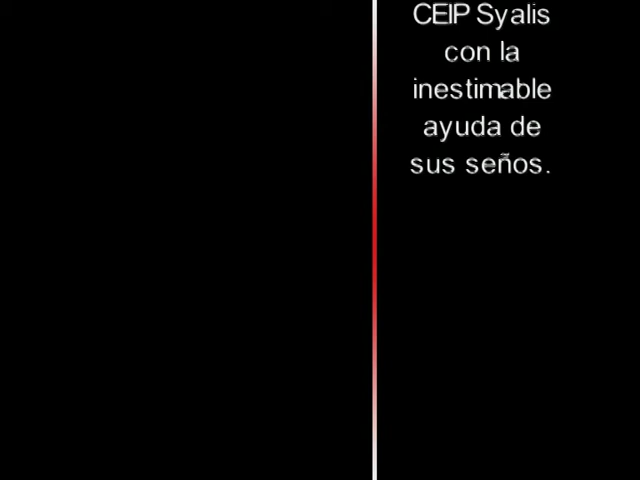 CEIP Syalis
con la
inestimable
ayuda de
sus seños.